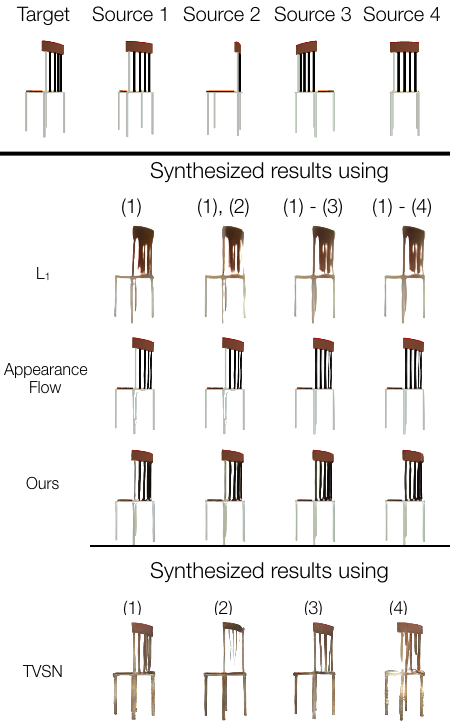 Target Source 1 Source 2 Source 3 Source 4
Synthesized results using
(1) (1), (2) (1) - (3) (1) - (4)
L₁
Appearance
Flow
Ours
Synthesized results using
(1) (2) (3) (4)
TVSN